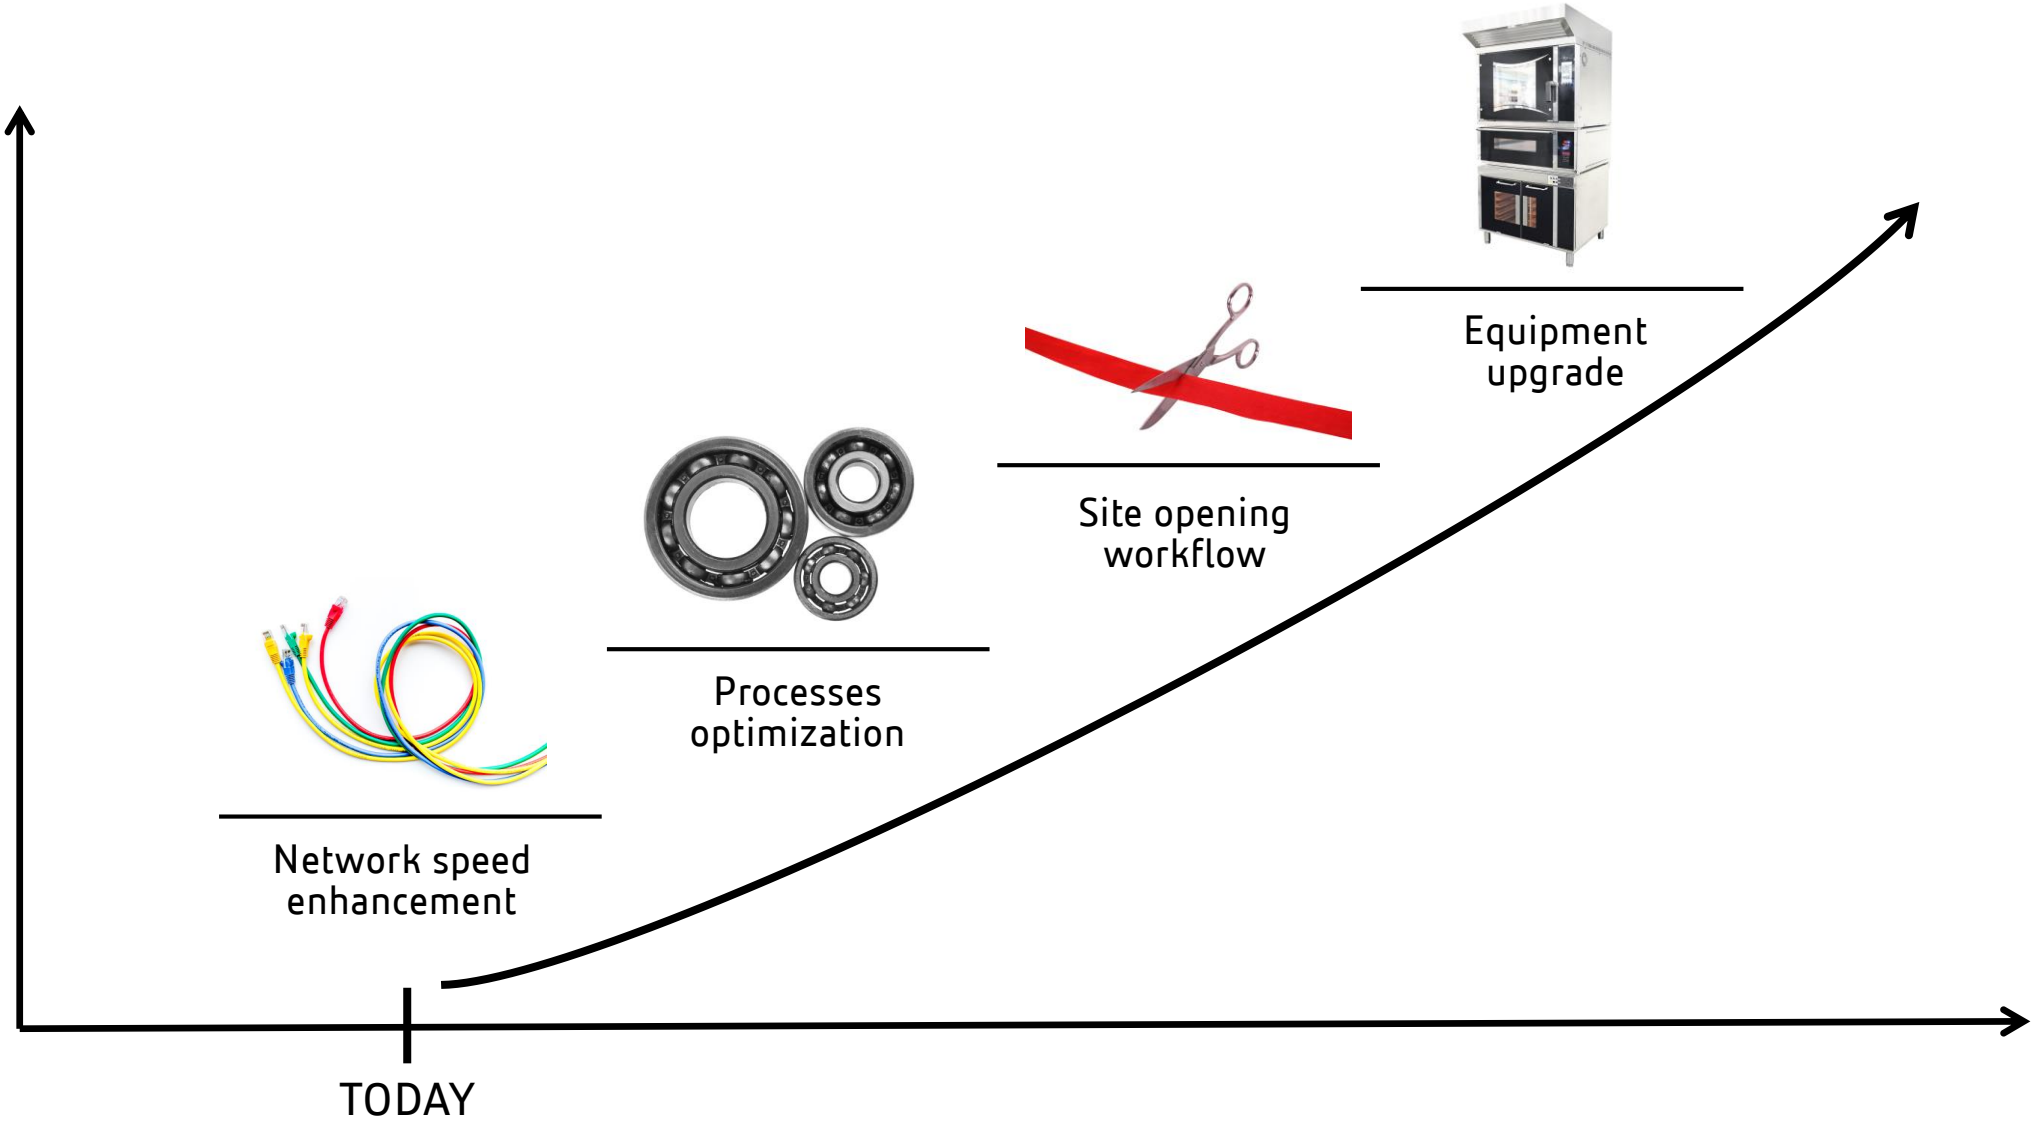 Equipment
upgrade
Site opening
workflow
Processes
optimization
Network speed
enhancement
TODAY